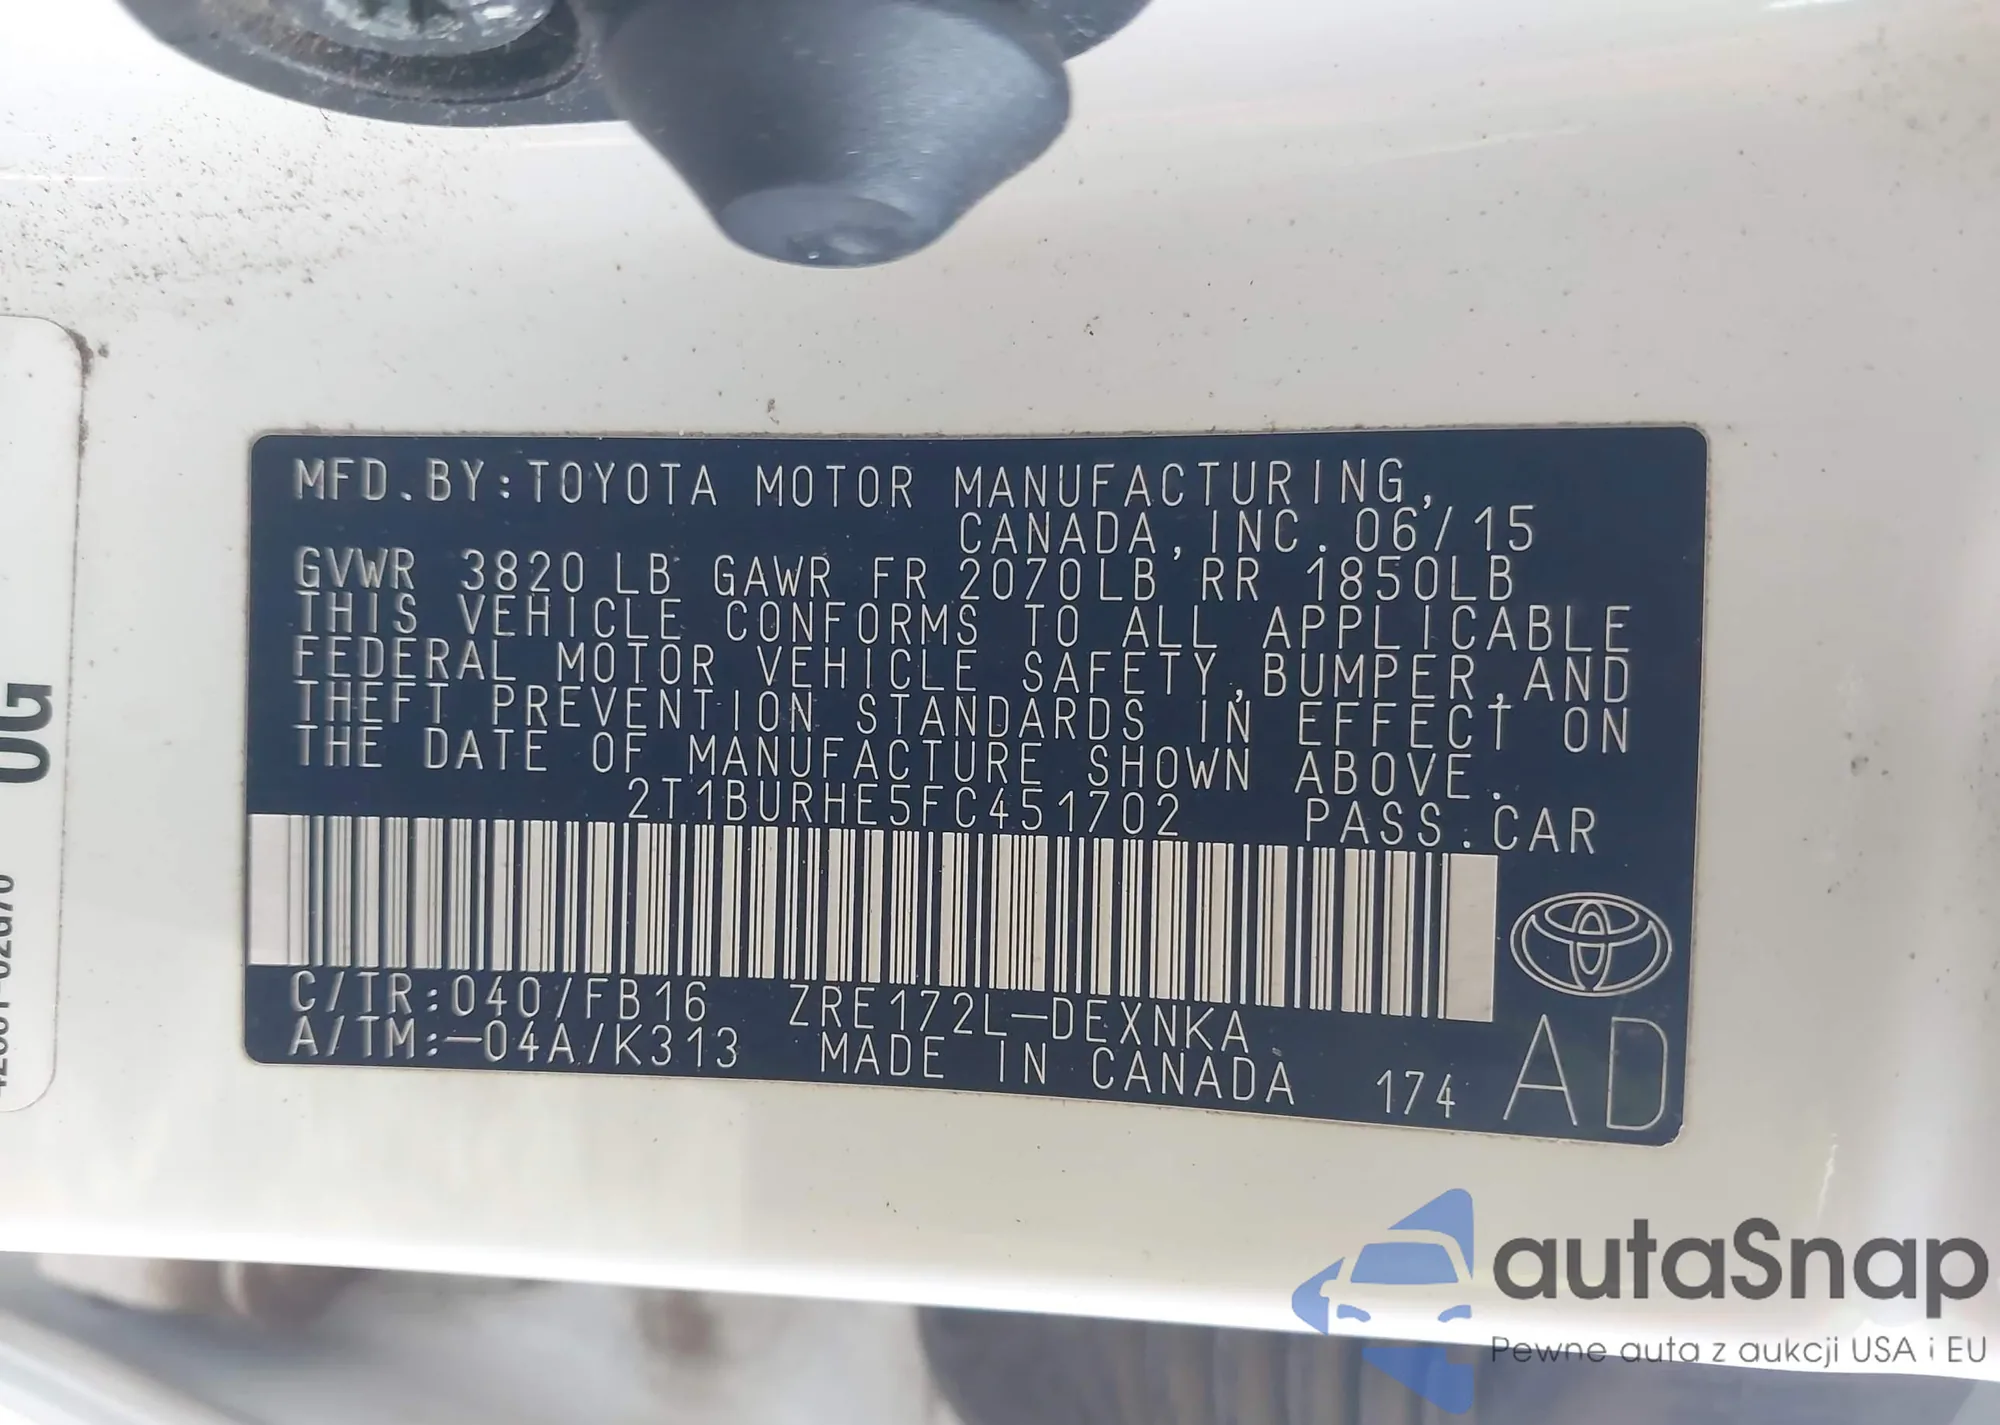 MFD.BY:TOYOTA MOTOR MANUFACTURING,
CANADA,INC. 06/15
GVWR 3820 LB GAWR FR 2070LB RR 1850LB
THIS VEHICLE CONFORMS TO ALL APPLICABLE
FEDERAL MOTOR VEHICLE SAFETY,BUMPER,AND
THEFT PREVENTION STANDARDS IN EFFECT ON
THE DATE OF MANUFACTURE SHOWN ABOVE.
2T1BURHE5FC451702 PASS.CAR
C/TR:040/FB16 ZRE172L-DEXNKA
A/TM:-04A/K313 MADE IN CANADA 174 AD
0G
autaSnap
Pewne auta z aukcji USA i EU